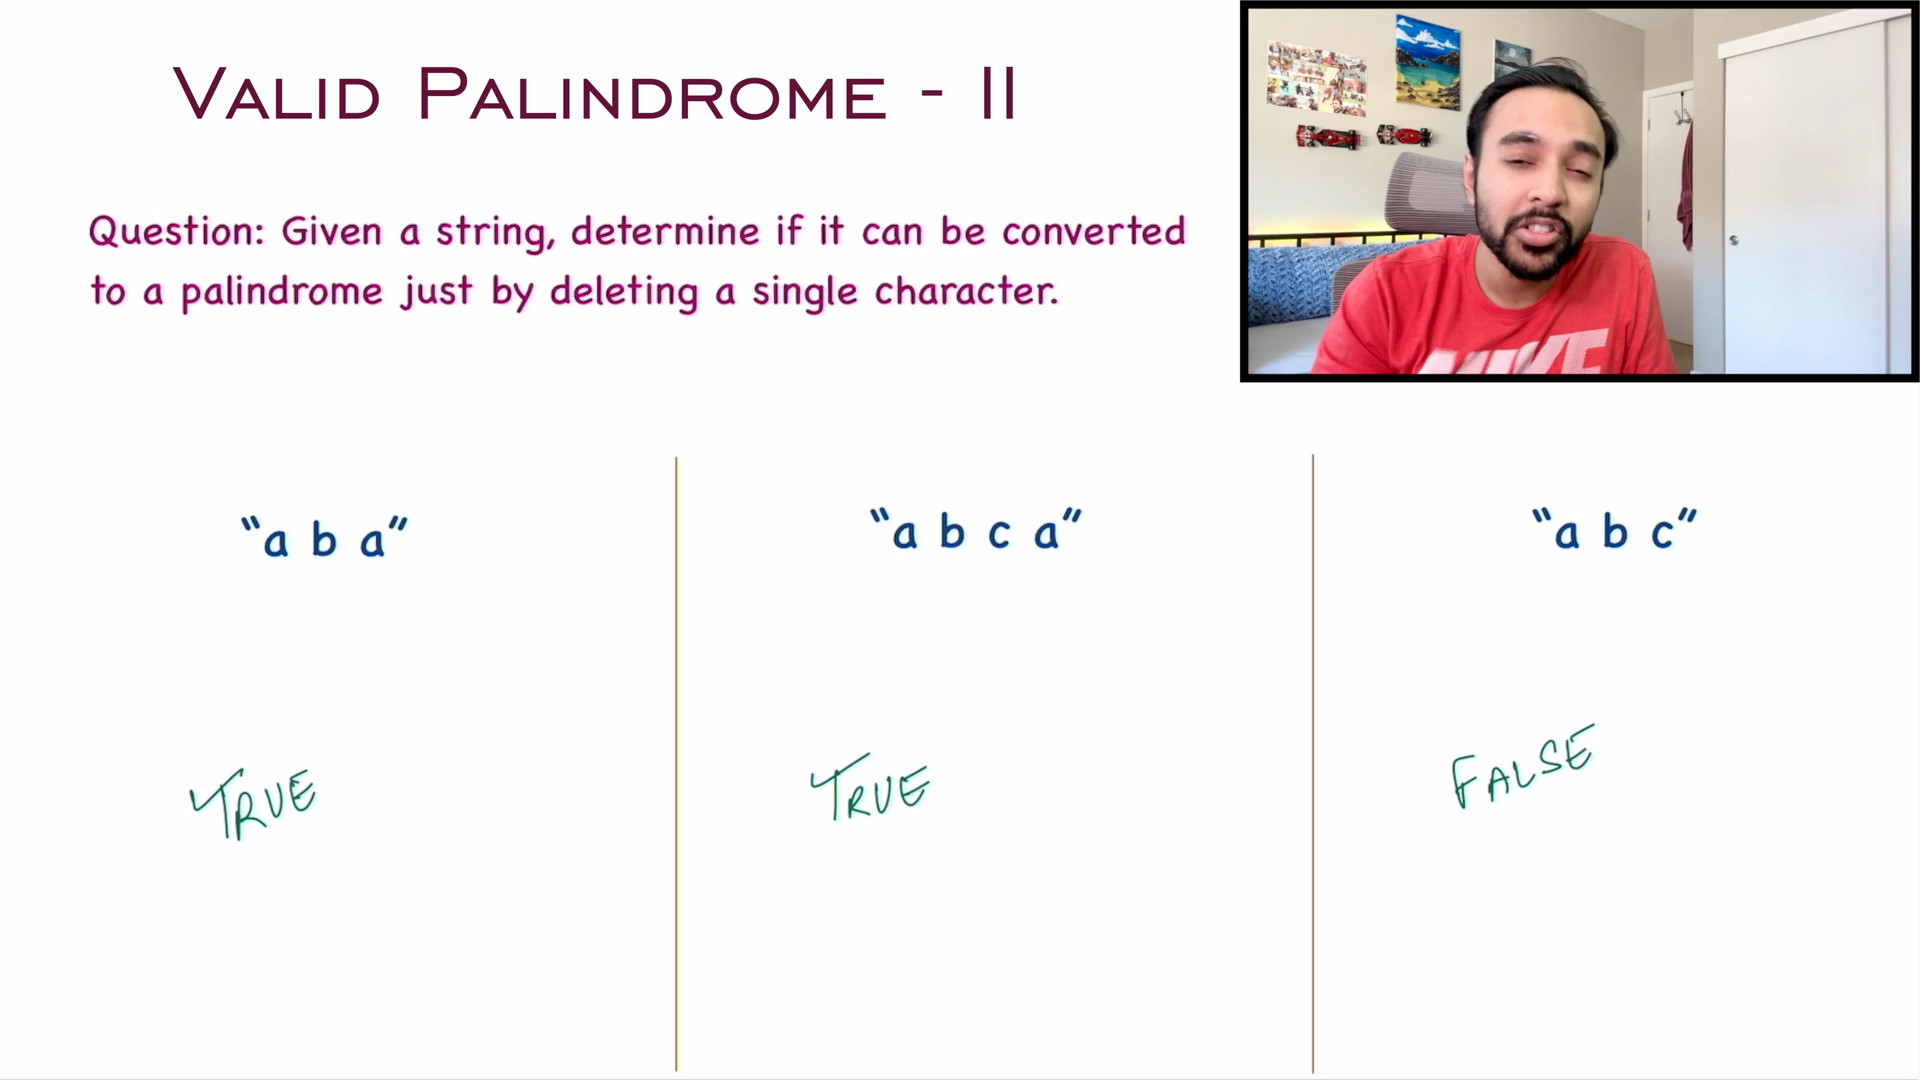 VALID PALINDROME - II
Question: Given a string, determine if it can be converted
to a palindrome just by deleting a single character.
NIKE
"a b a"
"a b c a"
"a b c"
TRUE
TRUE
FALSE